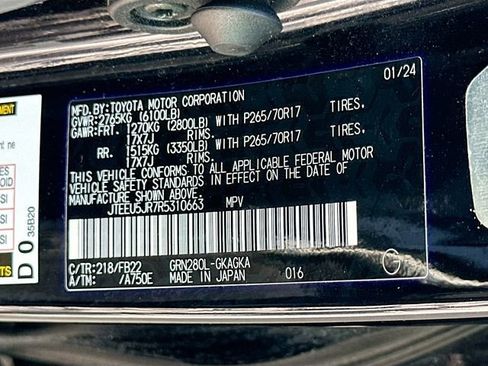 01/24
MFD.BY:TOYOTA MOTOR CORPORATION
GVWR:2765KG (6100LB)
GAWR:FRT. 1270KG (2800LB) WITH P265/70R17 TIRES,
17X7J RIMS.
RR. 1515KG (3350LB) WITH P265/70R17 TIRES,
17X7J RIMS.
THIS VEHICLE CONFORMS TO ALL APPLICABLE FEDERAL MOTOR
VEHICLE SAFETY STANDARDS IN EFFECT ON THE DATE OF
MANUFACTURE SHOWN ABOVE.
JTEEU5JR7R5310663 MPV
C/TR:218/FB22 GRN280L-GKAGKA
A/TM: /A750E MADE IN JAPAN 016
G
D0
35B20